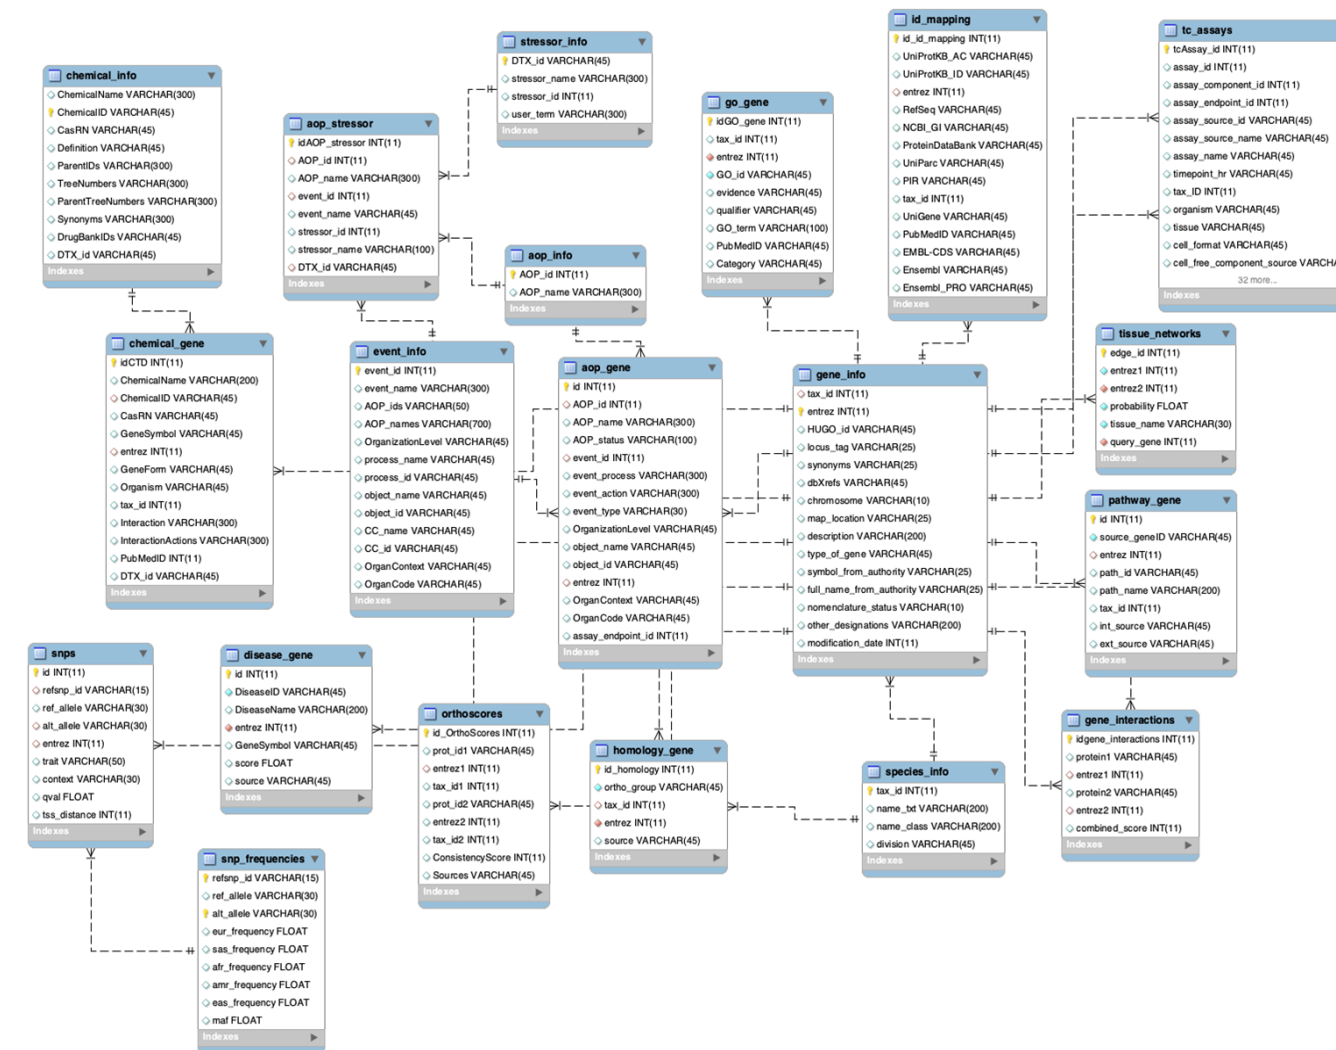 chemical_info
ChemicalName VARCHAR(300)
ChemicalID VARCHAR(45)
CasRN VARCHAR(45)
Definition VARCHAR(45)
ParentIDs VARCHAR(300)
TreeNumbers VARCHAR(300)
ParentTreeNumbers VARCHAR(300)
Synonyms VARCHAR(300)
DrugBankIDs VARCHAR(45)
DTX_id VARCHAR(45)
Indexes
aop_stressor
idAOP_stressor INT(11)
AOP_id INT(11)
AOP_name VARCHAR(300)
event_id INT(11)
event_name VARCHAR(45)
stressor_id INT(11)
stressor_name VARCHAR(100)
DTX_id VARCHAR(45)
Indexes
stressor_info
DTX_id VARCHAR(45)
stressor_name VARCHAR(300)
stressor_id INT(11)
user_term VARCHAR(300)
Indexes
aop_info
AOP_id INT(11)
AOP_name VARCHAR(300)
Indexes
go_gene
idGO_gene INT(11)
tax_id INT(11)
entrez INT(11)
GO_id VARCHAR(45)
evidence VARCHAR(45)
qualifier VARCHAR(45)
GO_term VARCHAR(100)
PubMedID VARCHAR(45)
Category VARCHAR(45)
Indexes
id_mapping
id_id_mapping INT(11)
UniProtKB_AC VARCHAR(45)
UniProtKB_ID VARCHAR(45)
entrez INT(11)
RefSeq VARCHAR(45)
NCBI_GI VARCHAR(45)
ProteinDataBank VARCHAR(45)
UniParc VARCHAR(45)
PIR VARCHAR(45)
tax_id INT(11)
UniGene VARCHAR(45)
PubMedID VARCHAR(45)
EMBL-CDS VARCHAR(45)
Ensembl VARCHAR(45)
Ensembl_PRO VARCHAR(45)
Indexes
tc_assays
tcAssay_id INT(11)
assay_id INT(11)
assay_component_id INT(11)
assay_endpoint_id INT(11)
assay_source_id VARCHAR(45)
assay_source_name VARCHAR(45)
assay_name VARCHAR(45)
timepoint_hr VARCHAR(45)
tax_ID INT(11)
organism VARCHAR(45)
tissue VARCHAR(45)
cell_format VARCHAR(45)
cell_free_component_source VARCHA
32 more...
Indexes
chemical_gene
idCTD INT(11)
ChemicalName VARCHAR(200)
ChemicalID VARCHAR(45)
CasRN VARCHAR(45)
GeneSymbol VARCHAR(45)
entrez INT(11)
GeneForm VARCHAR(45)
Organism VARCHAR(45)
tax_id INT(11)
Interaction VARCHAR(300)
InteractionActions VARCHAR(300)
PubMedID INT(11)
DTX_id VARCHAR(45)
Indexes
event_info
event_id INT(11)
event_name VARCHAR(300)
AOP_ids VARCHAR(50)
AOP_names VARCHAR(700)
OrganizationLevel VARCHAR(45)
process_name VARCHAR(45)
process_id VARCHAR(45)
object_name VARCHAR(45)
object_id VARCHAR(45)
CC_name VARCHAR(45)
CC_id VARCHAR(45)
OrganContext VARCHAR(45)
OrganCode VARCHAR(45)
Indexes
aop_gene
id INT(11)
AOP_id INT(11)
AOP_name VARCHAR(300)
AOP_status VARCHAR(100)
event_id INT(11)
event_process VARCHAR(300)
event_action VARCHAR(300)
event_type VARCHAR(30)
OrganizationLevel VARCHAR(45)
object_name VARCHAR(45)
object_id VARCHAR(45)
entrez INT(11)
OrganContext VARCHAR(45)
OrganCode VARCHAR(45)
assay_endpoint_id INT(11)
Indexes
gene_info
tax_id INT(11)
entrez INT(11)
HUGO_id VARCHAR(45)
locus_tag VARCHAR(25)
synonyms VARCHAR(25)
dbXrefs VARCHAR(45)
chromosome VARCHAR(10)
map_location VARCHAR(25)
description VARCHAR(200)
type_of_gene VARCHAR(45)
symbol_from_authority VARCHAR(25)
full_name_from_authority VARCHAR(25)
nomenclature_status VARCHAR(10)
other_designations VARCHAR(200)
modification_date INT(11)
Indexes
tissue_networks
edge_id INT(11)
entrez1 INT(11)
entrez2 INT(11)
probability FLOAT
tissue_name VARCHAR(30)
query_gene INT(11)
Indexes
pathway_gene
id INT(11)
source_geneID VARCHAR(45)
entrez INT(11)
path_id VARCHAR(45)
path_name VARCHAR(200)
tax_id INT(11)
int_source VARCHAR(45)
ext_source VARCHAR(45)
Indexes
snps
id INT(11)
refsnp_id VARCHAR(15)
ref_allele VARCHAR(30)
alt_allele VARCHAR(30)
entrez INT(11)
trait VARCHAR(50)
context VARCHAR(30)
qval FLOAT
tss_distance INT(11)
Indexes
disease_gene
id INT(11)
DiseaseID VARCHAR(45)
DiseaseName VARCHAR(200)
entrez INT(11)
GeneSymbol VARCHAR(45)
score FLOAT
source VARCHAR(45)
Indexes
orthoscores
id_OrthoScores INT(11)
prot_id1 VARCHAR(45)
entrez1 INT(11)
tax_id1 INT(11)
prot_id2 VARCHAR(45)
entrez2 INT(11)
tax_id2 INT(11)
ConsistencyScore INT(11)
Sources VARCHAR(45)
Indexes
homology_gene
id_homology INT(11)
ortho_group VARCHAR(45)
tax_id INT(11)
entrez INT(11)
source VARCHAR(45)
Indexes
species_info
tax_id INT(11)
name_txt VARCHAR(200)
name_class VARCHAR(200)
division VARCHAR(45)
Indexes
gene_interactions
idgene_interactions INT(11)
protein1 VARCHAR(45)
entrez1 INT(11)
protein2 VARCHAR(45)
entrez2 INT(11)
combined_score INT(11)
Indexes
snp_frequencies
refsnp_id VARCHAR(15)
ref_allele VARCHAR(30)
alt_allele VARCHAR(30)
eur_frequency FLOAT
sas_frequency FLOAT
afr_frequency FLOAT
amr_frequency FLOAT
eas_frequency FLOAT
maf FLOAT
Indexes